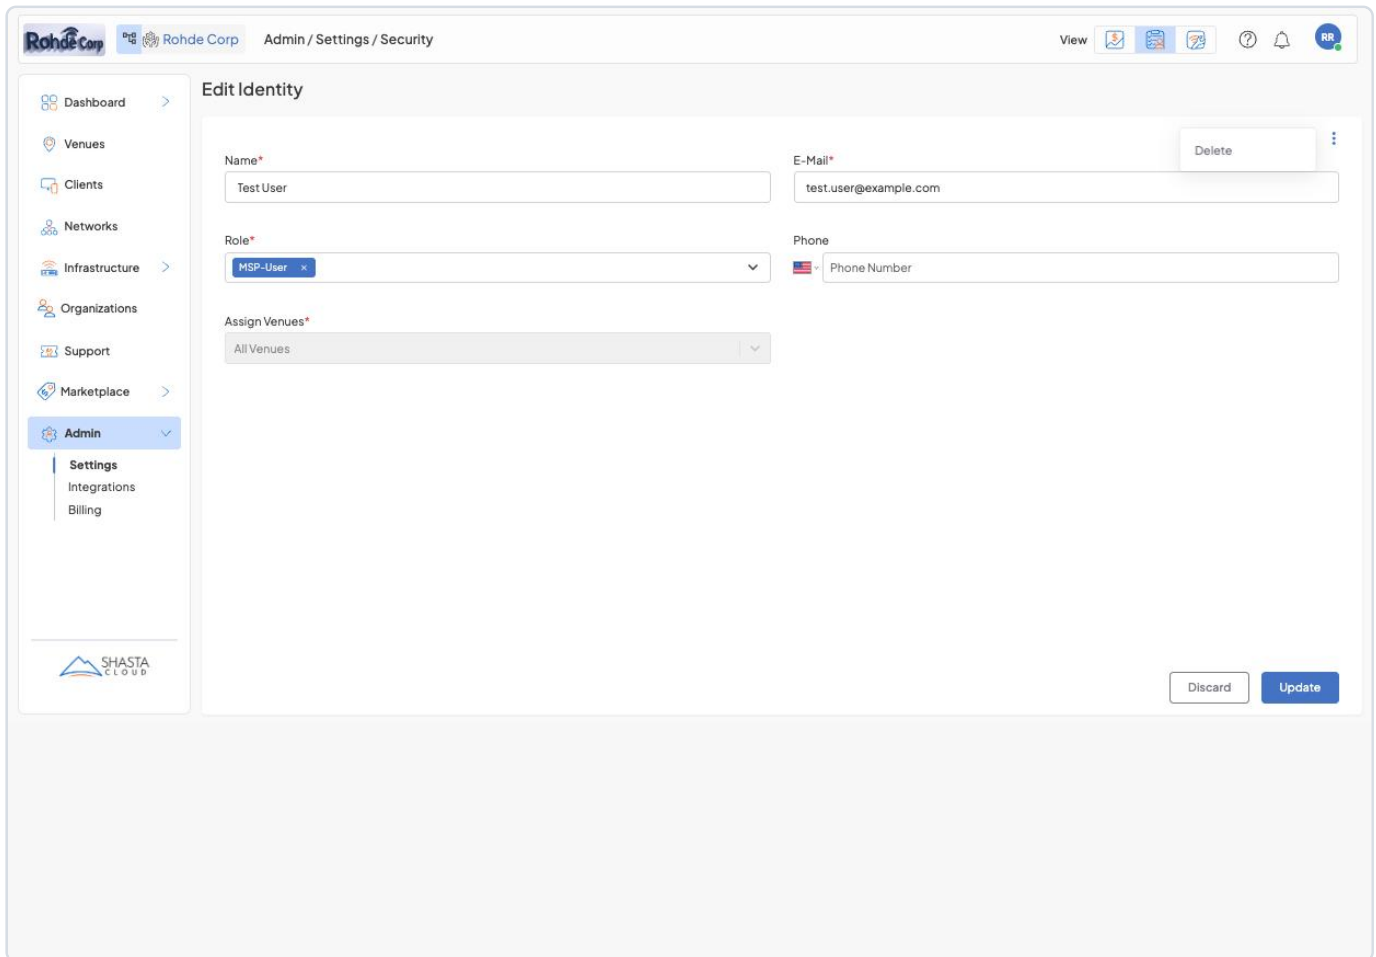 Rohde Corp Rohde Corp Admin / Settings / Security View RR
Edit Identity
Dashboard
Venues
Clients
Networks
Infrastructure
Organizations
Support
Marketplace
Admin
Settings
Integrations
Billing
SHASTA
CLOUD
Delete
Name* E-Mail*
Test User test.user@example.com
Role* Phone
MSP-User × Phone Number
Assign Venues*
All Venues
Discard Update